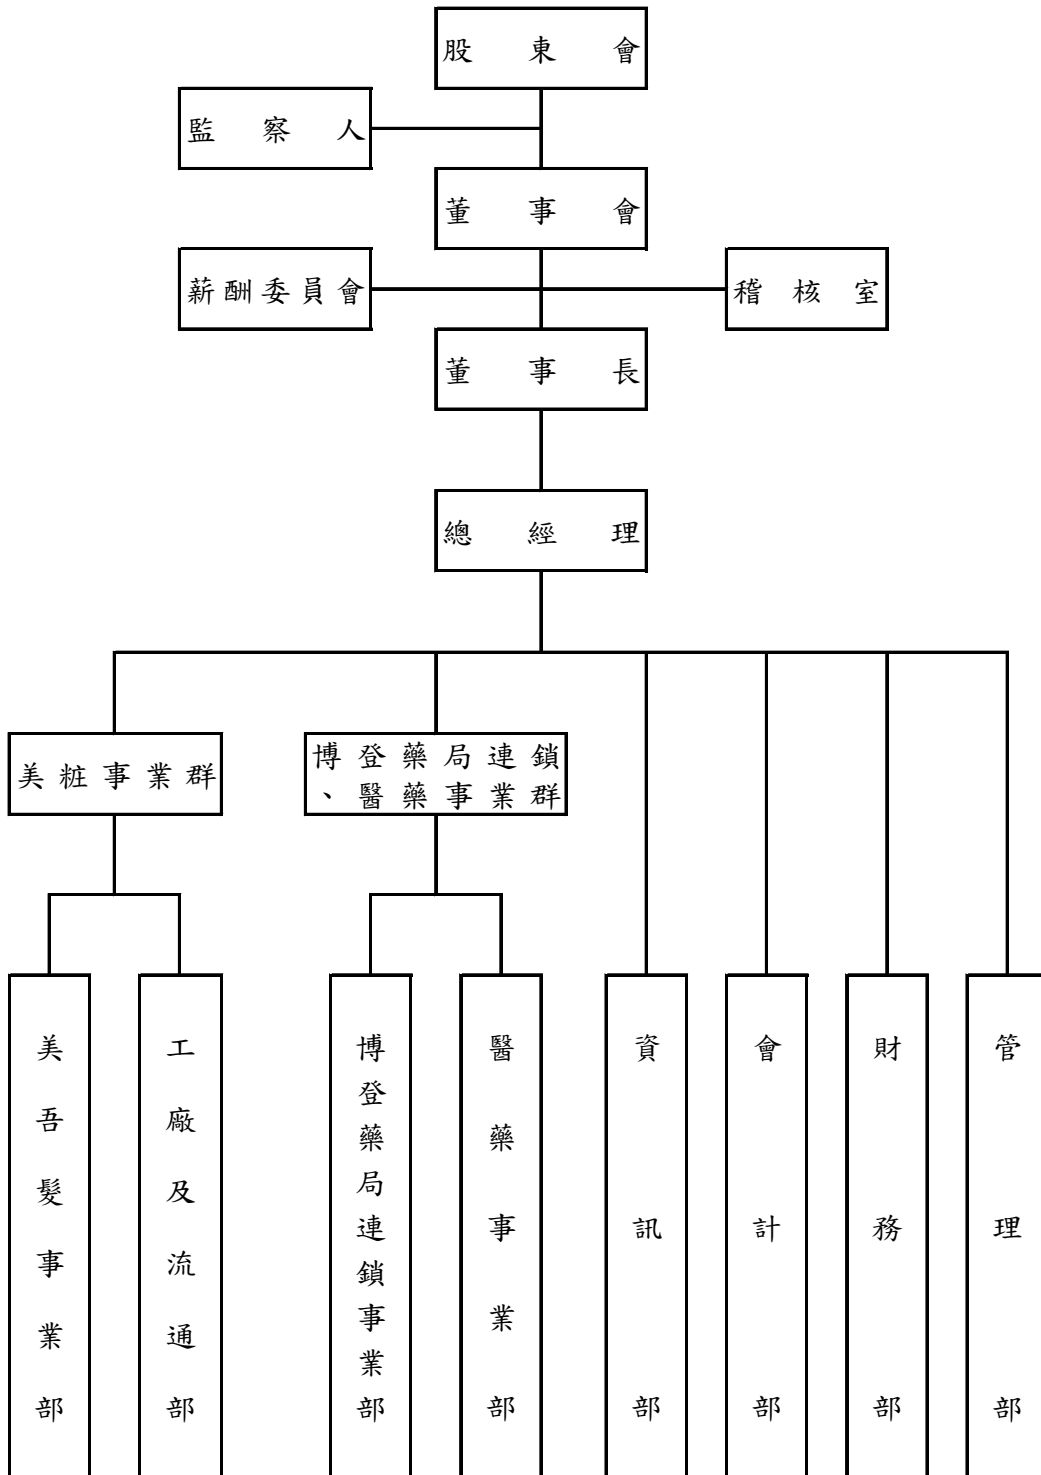 股東會
監察人
董事會
薪酬委員會
稽核室
董事長
總經理
美粧事業群
博登藥局連鎖
、醫藥事業群
美吾髮事業部
工廠及流通部
博登藥局連鎖事業部
醫藥事業部
資訊部
會計部
財務部
管理部